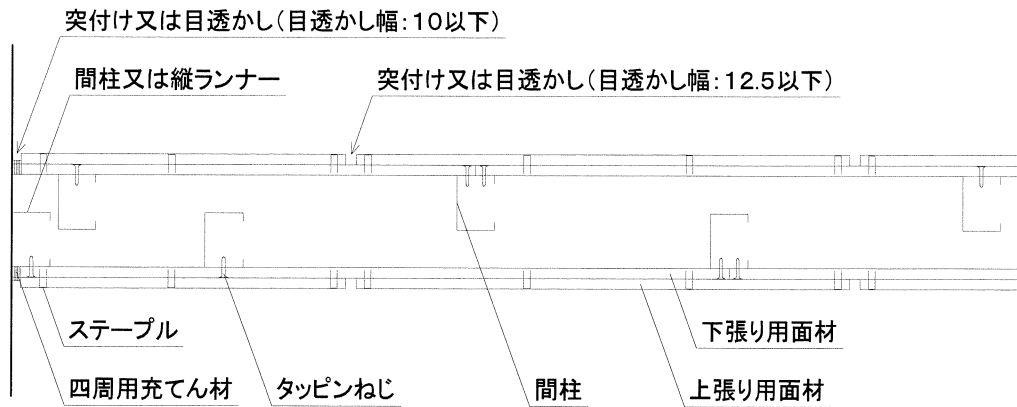 突付け又は目透かし(目透かし幅:10以下)
間柱又は縦ランナー
突付け又は目透かし(目透かし幅:12.5以下)
ステープル
下張り用面材
四周用充てん材
タッピンねじ
間柱
上張り用面材